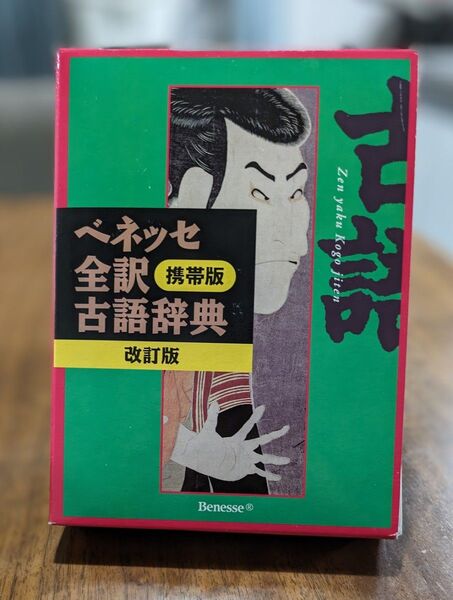 ベネッセ
全訳
携帯版
古語辞典
改訂版
古語
Zen yaku Kogo jiten
Benesse®